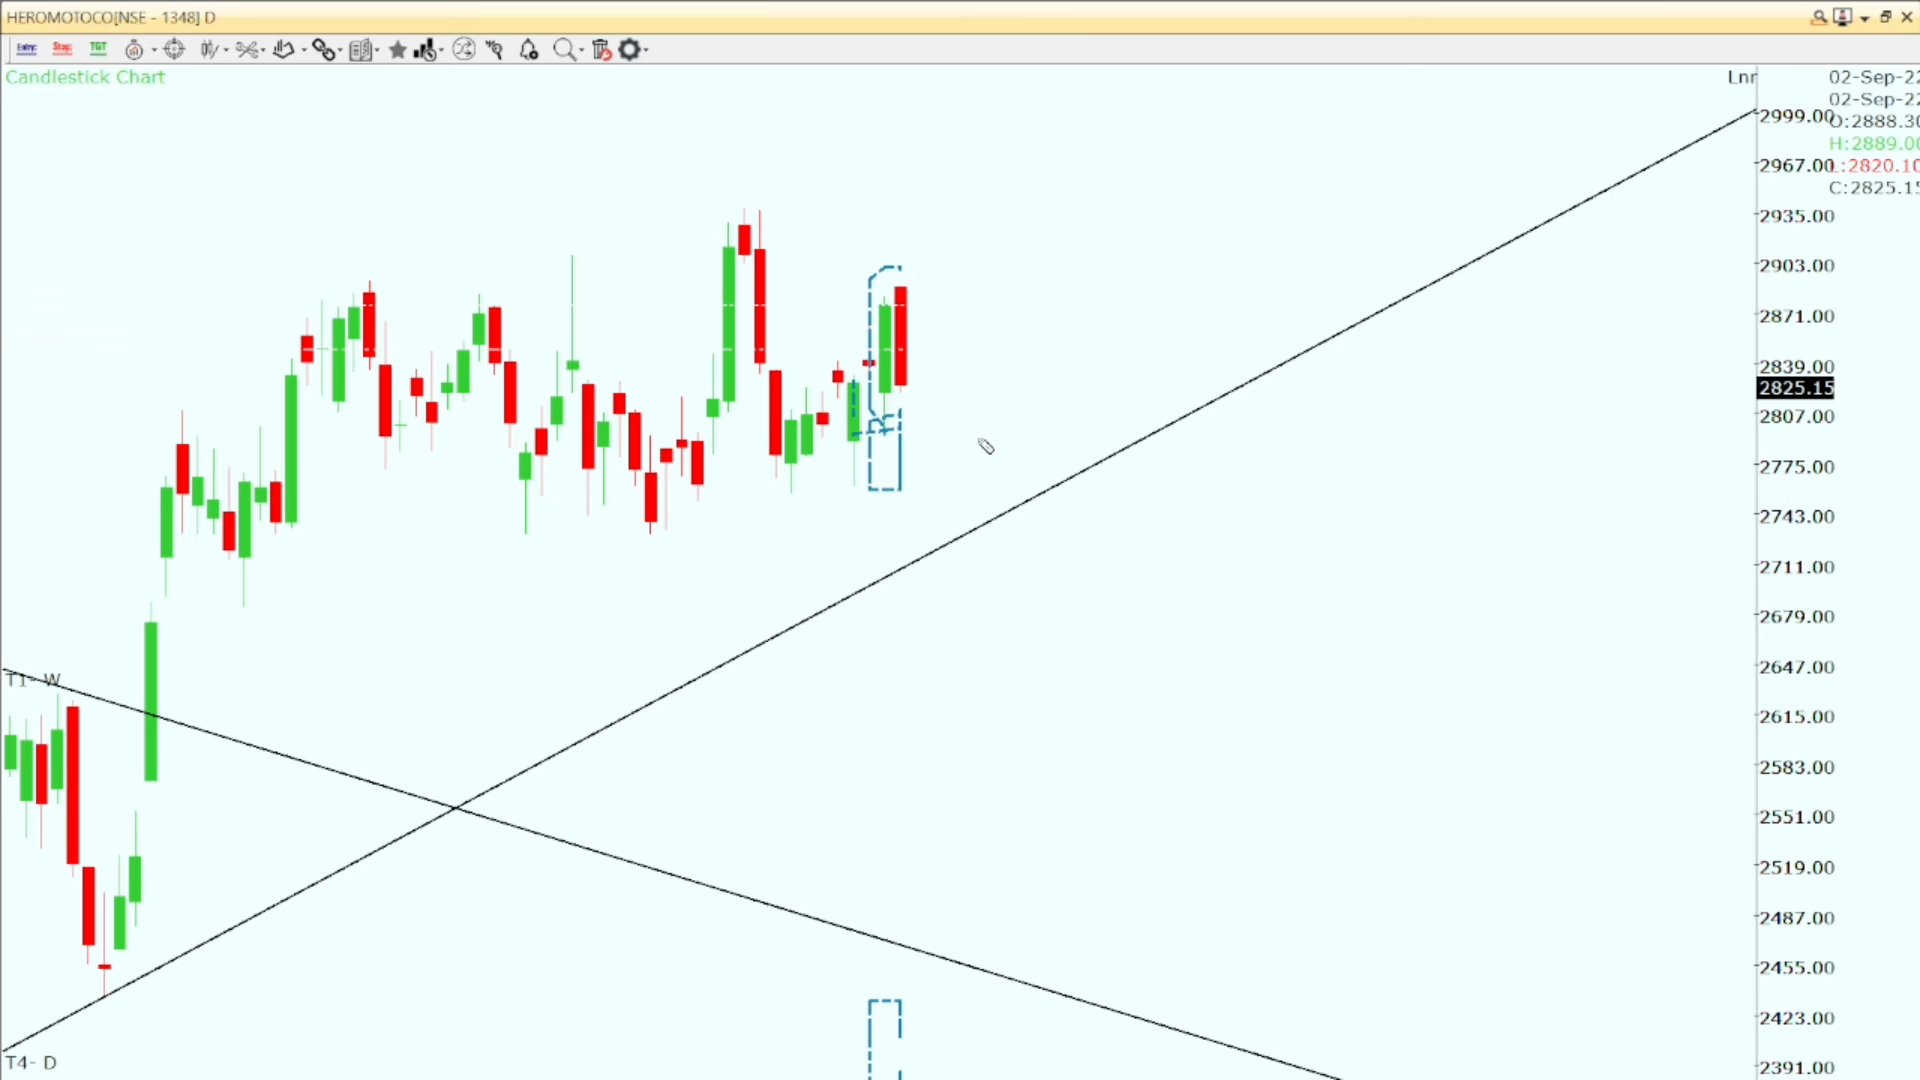 HEROMOTOCO[NSE - 1348] D
Entry Stop TGT
Candlestick Chart
Lnr
02-Sep-22
02-Sep-22
O:2888.30
H:2889.00
L:2820.10
C:2825.15
2999.00
2967.00
2935.00
2903.00
2871.00
2839.00
2825.15
2807.00
2775.00
2743.00
2711.00
2679.00
2647.00
2615.00
2583.00
2551.00
2519.00
2487.00
2455.00
2423.00
2391.00
T1- W
T4- D